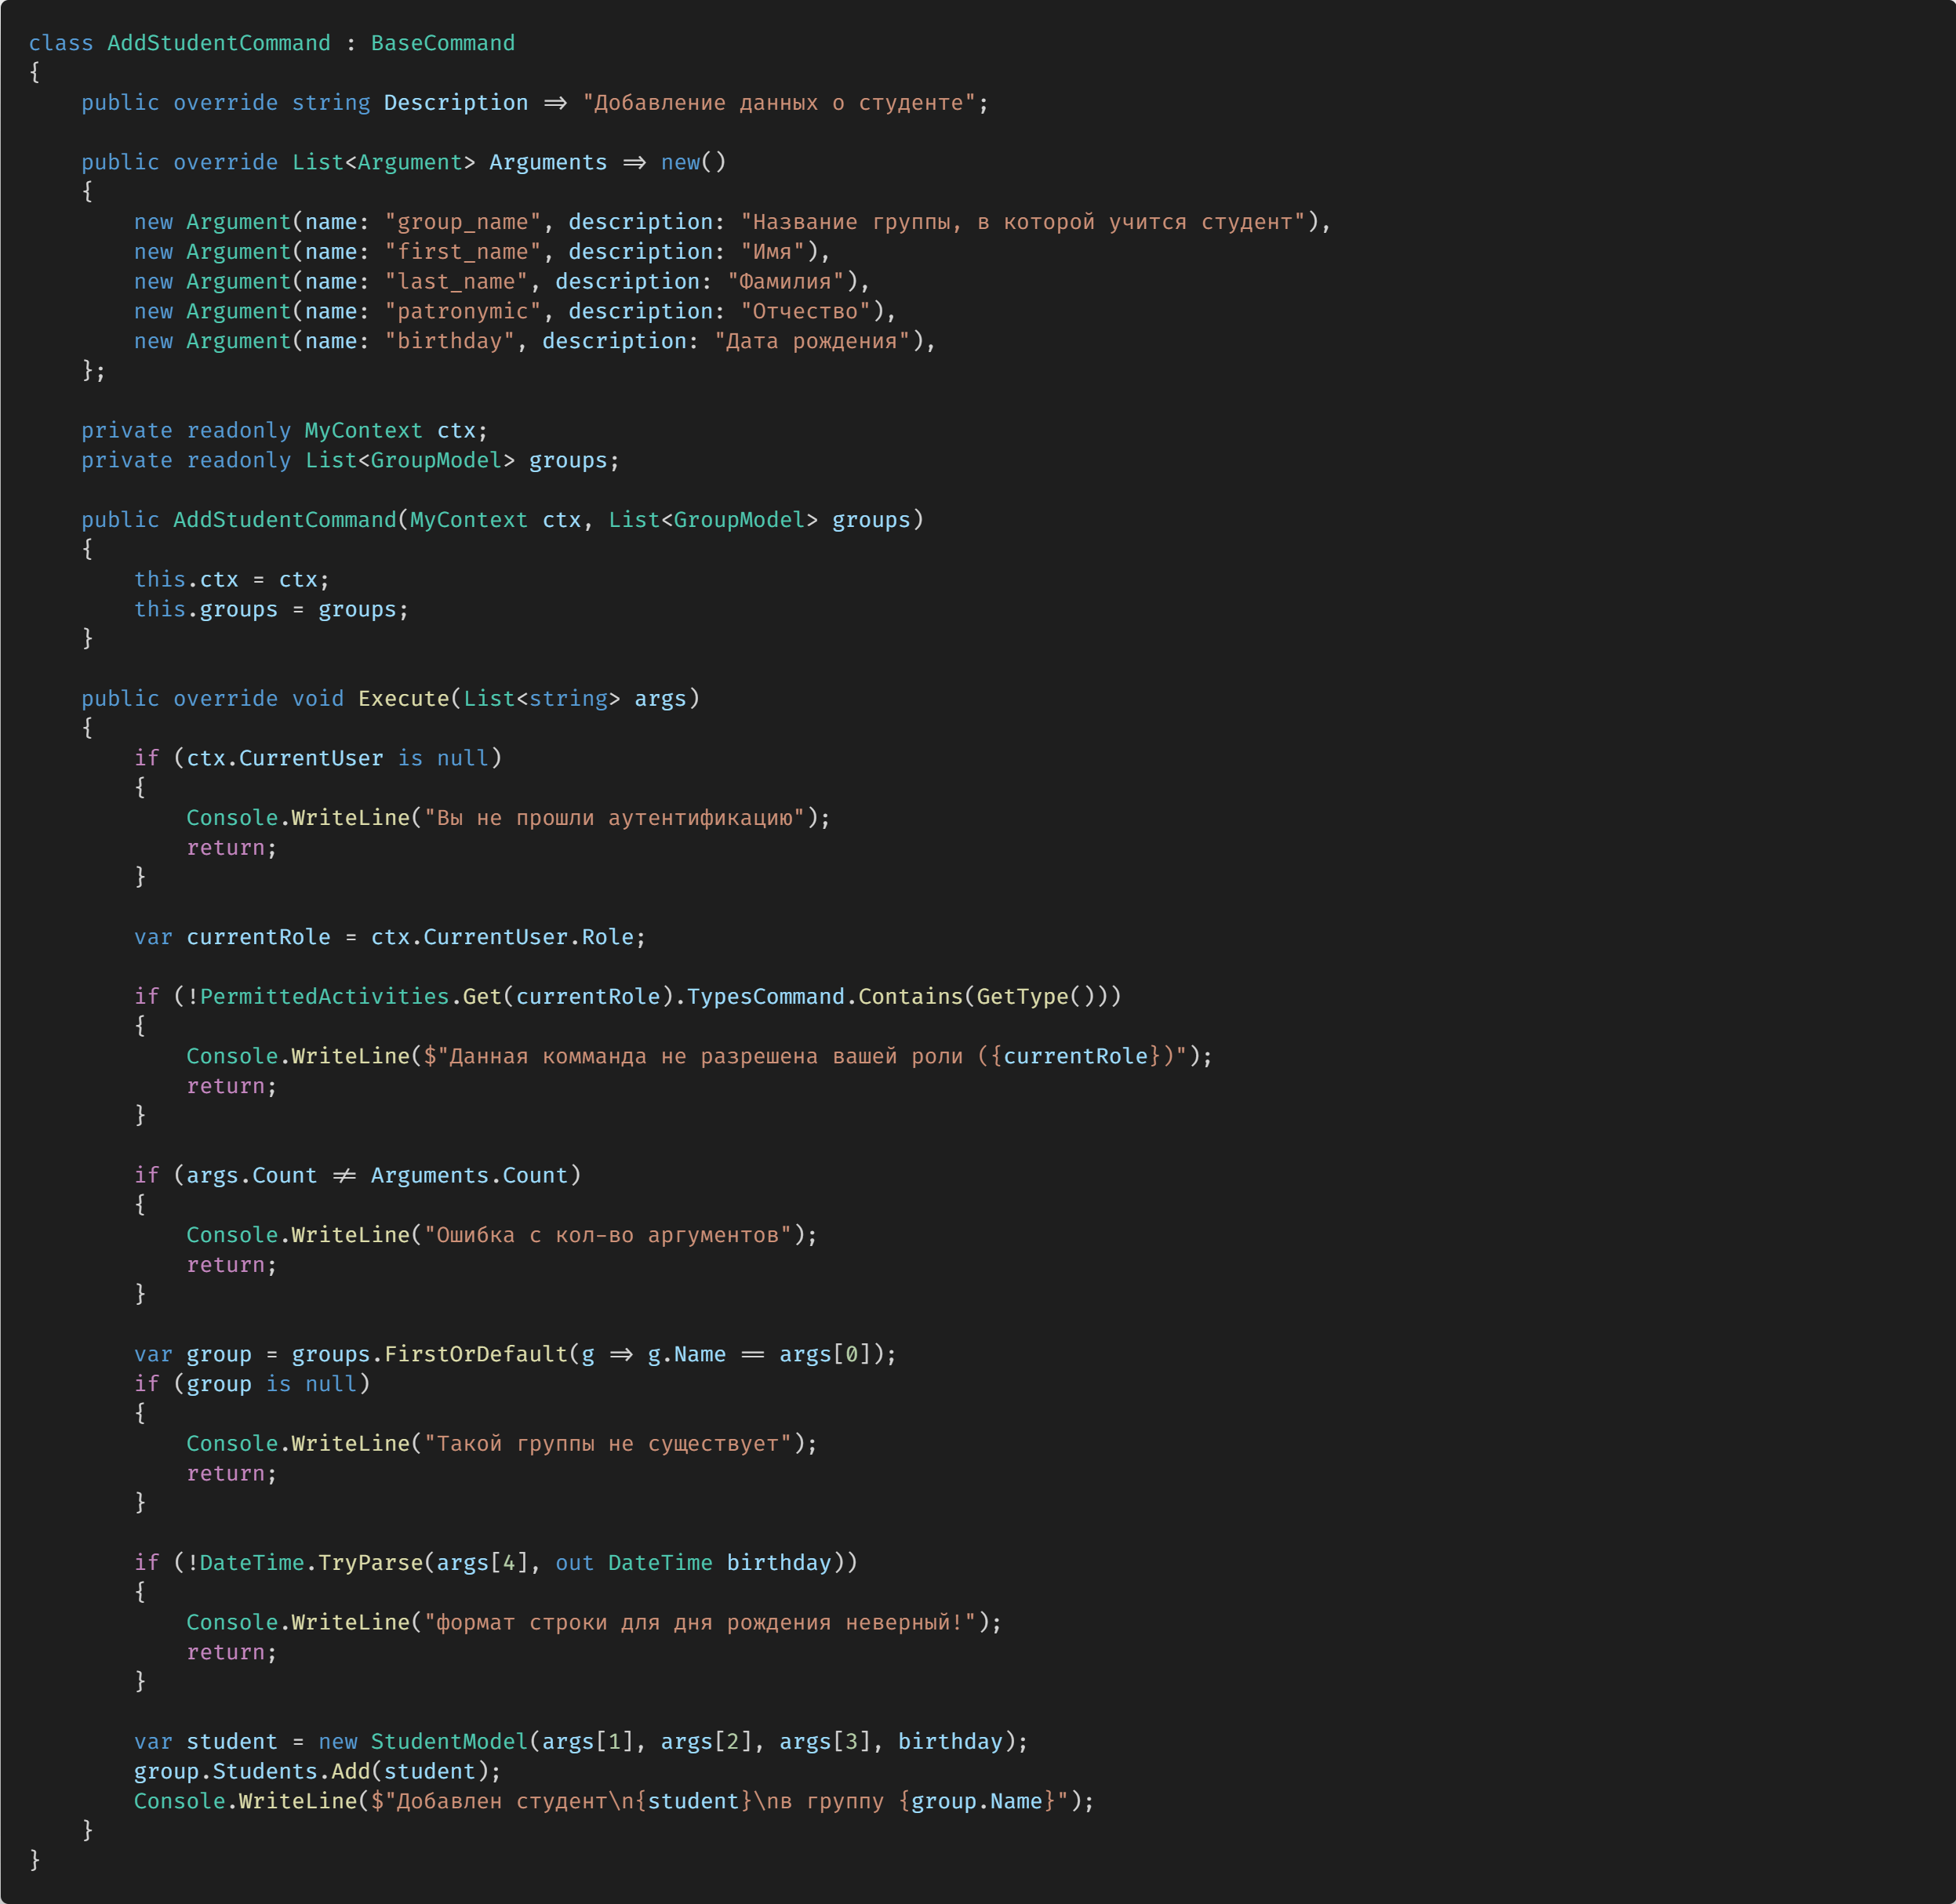 class AddStudentCommand : BaseCommand
{
    public override string Description => "Добавление данных о студенте";

    public override List<Argument> Arguments => new()
    {
        new Argument(name: "group_name", description: "Название группы, в которой учится студент"),
        new Argument(name: "first_name", description: "Имя"),
        new Argument(name: "last_name", description: "Фамилия"),
        new Argument(name: "patronymic", description: "Отчество"),
        new Argument(name: "birthday", description: "Дата рождения"),
    };

    private readonly MyContext ctx;
    private readonly List<GroupModel> groups;

    public AddStudentCommand(MyContext ctx, List<GroupModel> groups)
    {
        this.ctx = ctx;
        this.groups = groups;
    }

    public override void Execute(List<string> args)
    {
        if (ctx.CurrentUser is null)
        {
            Console.WriteLine("Вы не прошли аутентификацию");
            return;
        }

        var currentRole = ctx.CurrentUser.Role;

        if (!PermittedActivities.Get(currentRole).TypesCommand.Contains(GetType()))
        {
            Console.WriteLine($"Данная комманда не разрешена вашей роли ({currentRole})");
            return;
        }

        if (args.Count != Arguments.Count)
        {
            Console.WriteLine("Ошибка с кол-во аргументов");
            return;
        }

        var group = groups.FirstOrDefault(g => g.Name == args[0]);
        if (group is null)
        {
            Console.WriteLine("Такой группы не существует");
            return;
        }

        if (!DateTime.TryParse(args[4], out DateTime birthday))
        {
            Console.WriteLine("формат строки для дня рождения неверный!");
            return;
        }

        var student = new StudentModel(args[1], args[2], args[3], birthday);
        group.Students.Add(student);
        Console.WriteLine($"Добавлен студент\n{student}\nв группу {group.Name}");
    }
}